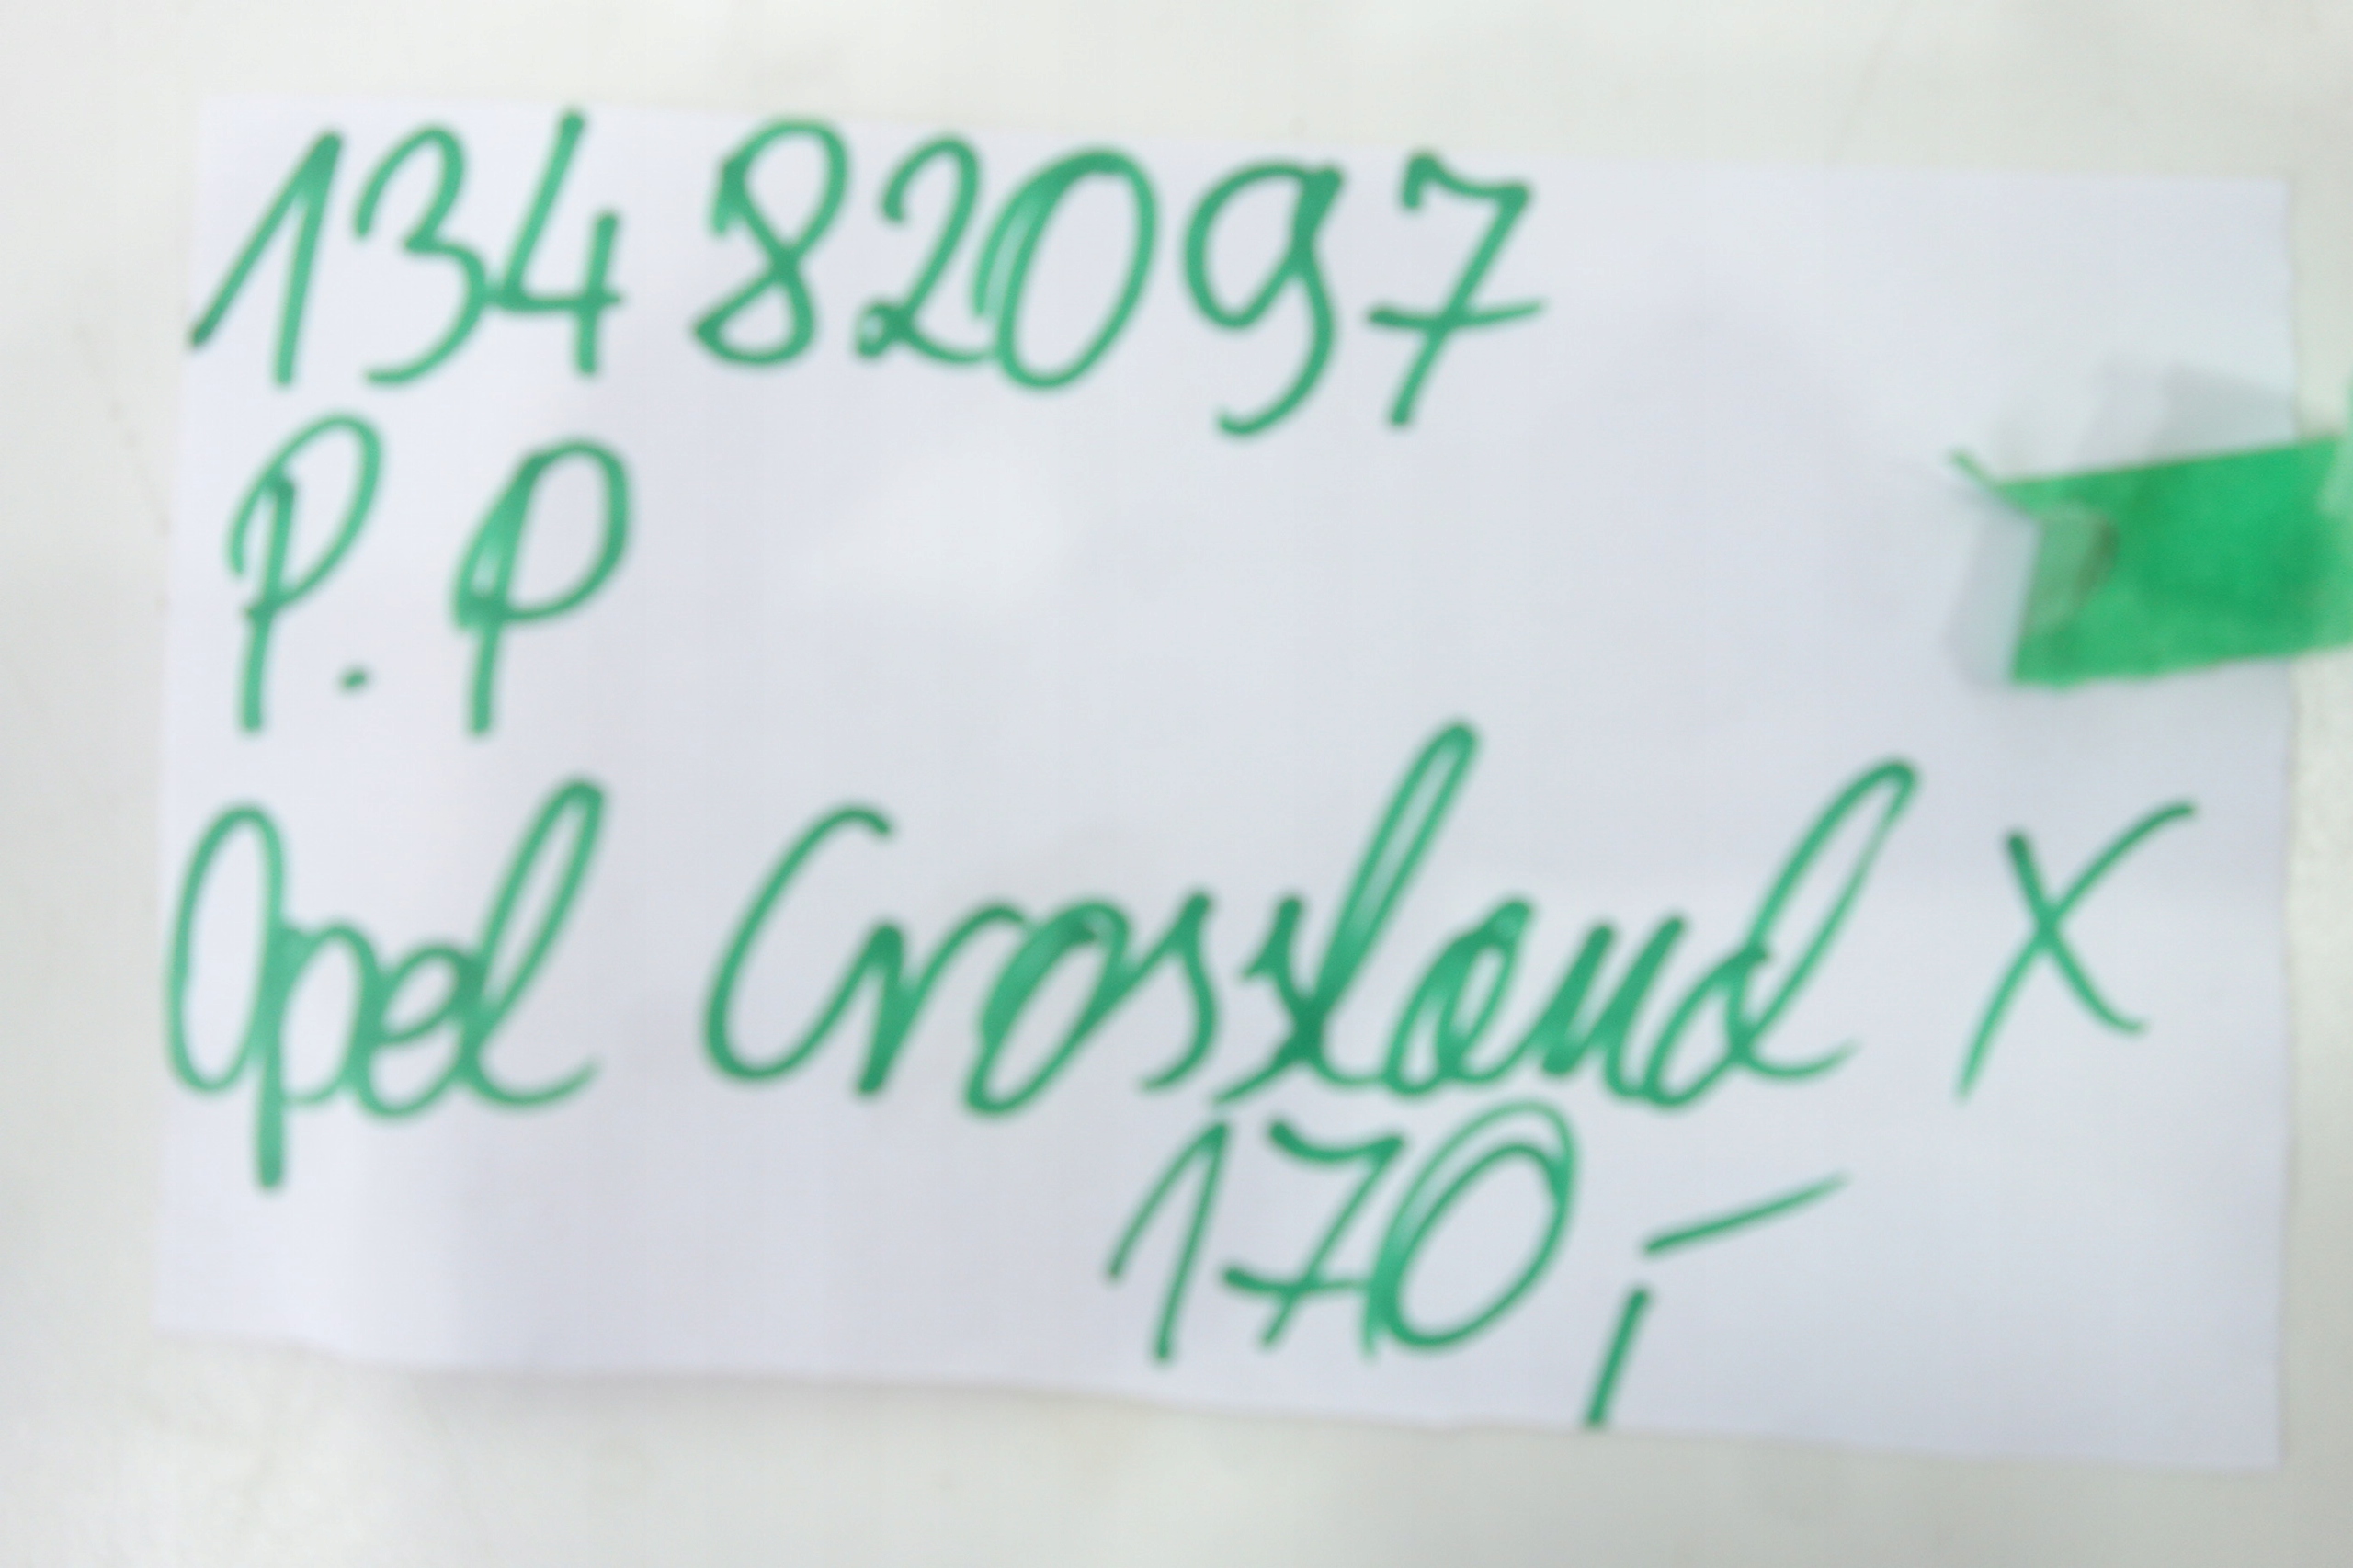 13482097
P.P
Opel Crossland X
170,-